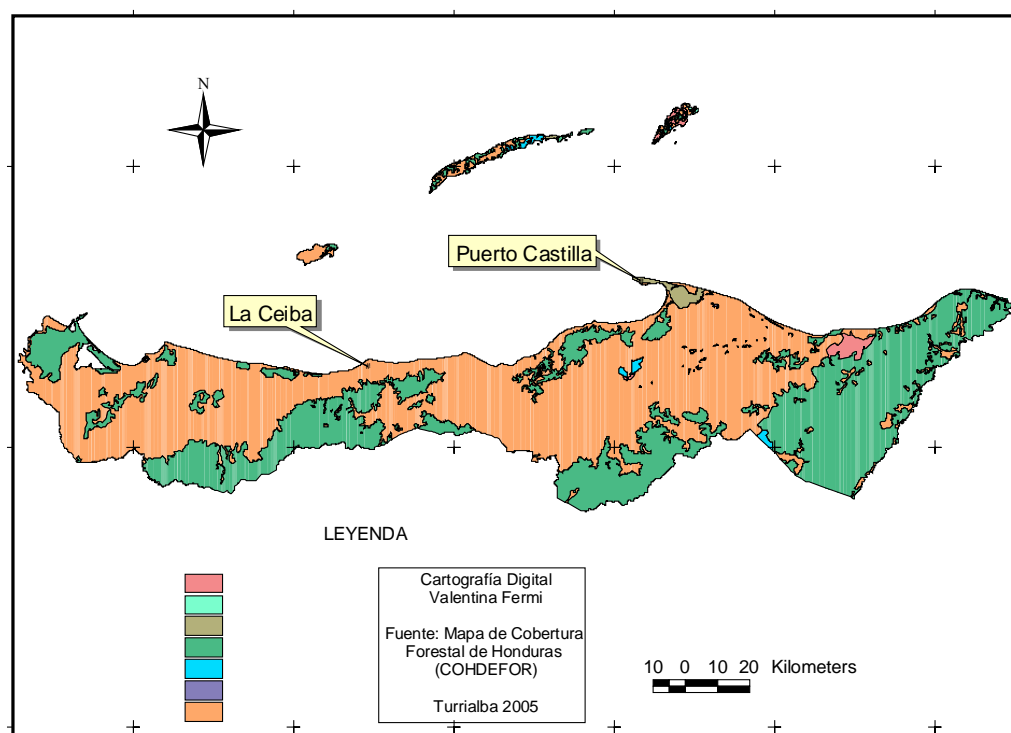 N
Puerto Castilla
La Ceiba
LEYENDA
Cartografía Digital
Valentina Fermi
Fuente: Mapa de Cobertura
Forestal de Honduras
(COHDEFOR)
Turrialba 2005
10 0 10 20 Kilometers